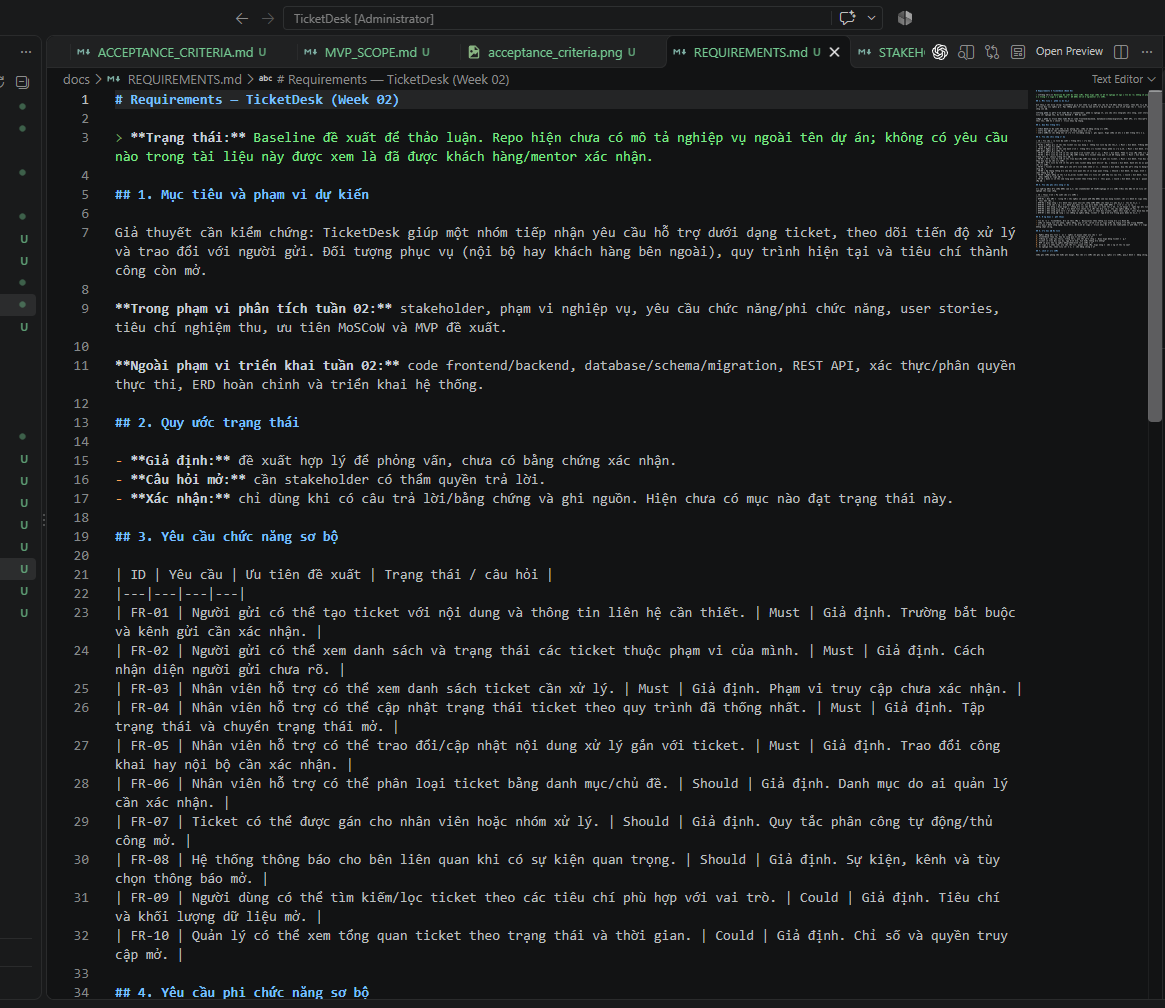 TicketDesk [Administrator]
ACCEPTANCE_CRITERIA.md U
MVP_SCOPE.md U
acceptance_criteria.png U
REQUIREMENTS.md U
STAKEH
Open Preview
docs > REQUIREMENTS.md > abc # Requirements — TicketDesk (Week 02)
Text Editor
1 # Requirements — TicketDesk (Week 02)
2
3 > **Trạng thái:** Baseline đề xuất để thảo luận. Repo hiện chưa có mô tả nghiệp vụ ngoài tên dự án; không có yêu cầu
nào trong tài liệu này được xem là đã được khách hàng/mentor xác nhận.
4
5 ## 1. Mục tiêu và phạm vi dự kiến
6
7 Giả thuyết cần kiểm chứng: TicketDesk giúp một nhóm tiếp nhận yêu cầu hỗ trợ dưới dạng ticket, theo dõi tiến độ xử lý
và trao đổi với người gửi. Đối tượng phục vụ (nội bộ hay khách hàng bên ngoài), quy trình hiện tại và tiêu chí thành
công còn mở.
8
9 **Trong phạm vi phân tích tuần 02:** stakeholder, phạm vi nghiệp vụ, yêu cầu chức năng/phi chức năng, user stories,
tiêu chí nghiệm thu, ưu tiên MoSCoW và MVP đề xuất.
10
11 **Ngoài phạm vi triển khai tuần 02:** code frontend/backend, database/schema/migration, REST API, xác thực/phân quyền
thực thi, ERD hoàn chỉnh và triển khai hệ thống.
12
13 ## 2. Quy ước trạng thái
14
15 - **Giả định:** đề xuất hợp lý để phỏng vấn, chưa có bằng chứng xác nhận.
16 - **Câu hỏi mở:** cần stakeholder có thẩm quyền trả lời.
17 - **Xác nhận:** chỉ dùng khi có câu trả lời/bằng chứng và ghi nguồn. Hiện chưa có mục nào đạt trạng thái này.
18
19 ## 3. Yêu cầu chức năng sơ bộ
20
21 | ID | Yêu cầu | Ưu tiên đề xuất | Trạng thái / câu hỏi |
22 |---|---|---|---|
23 | FR-01 | Người gửi có thể tạo ticket với nội dung và thông tin liên hệ cần thiết. | Must | Giả định. Trường bắt buộc
và kênh gửi cần xác nhận. |
24 | FR-02 | Người gửi có thể xem danh sách và trạng thái các ticket thuộc phạm vi của mình. | Must | Giả định. Cách
nhận diện người gửi chưa rõ. |
25 | FR-03 | Nhân viên hỗ trợ có thể xem danh sách ticket cần xử lý. | Must | Giả định. Phạm vi truy cập chưa xác nhận. |
26 | FR-04 | Nhân viên hỗ trợ có thể cập nhật trạng thái ticket theo quy trình đã thống nhất. | Must | Giả định. Tập
trạng thái và chuyển trạng thái mở. |
27 | FR-05 | Nhân viên hỗ trợ có thể trao đổi/cập nhật nội dung xử lý gắn với ticket. | Must | Giả định. Trao đổi công
khai hay nội bộ cần xác nhận. |
28 | FR-06 | Nhân viên hỗ trợ có thể phân loại ticket bằng danh mục/chủ đề. | Should | Giả định. Danh mục do ai quản lý
cần xác nhận. |
29 | FR-07 | Ticket có thể được gán cho nhân viên hoặc nhóm xử lý. | Should | Giả định. Quy tắc phân công tự động/thủ
công mở. |
30 | FR-08 | Hệ thống thông báo cho bên liên quan khi có sự kiện quan trọng. | Should | Giả định. Sự kiện, kênh và tùy
chọn thông báo mở. |
31 | FR-09 | Người dùng có thể tìm kiếm/lọc ticket theo các tiêu chí phù hợp với vai trò. | Could | Giả định. Tiêu chí
và khối lượng dữ liệu mở. |
32 | FR-10 | Quản lý có thể xem tổng quan ticket theo trạng thái và thời gian. | Could | Giả định. Chỉ số và quyền truy
cập mở. |
33
34 ## 4. Yêu cầu phi chức năng sơ bộ
U
U
U
U
U
U
U
U
U
U
U